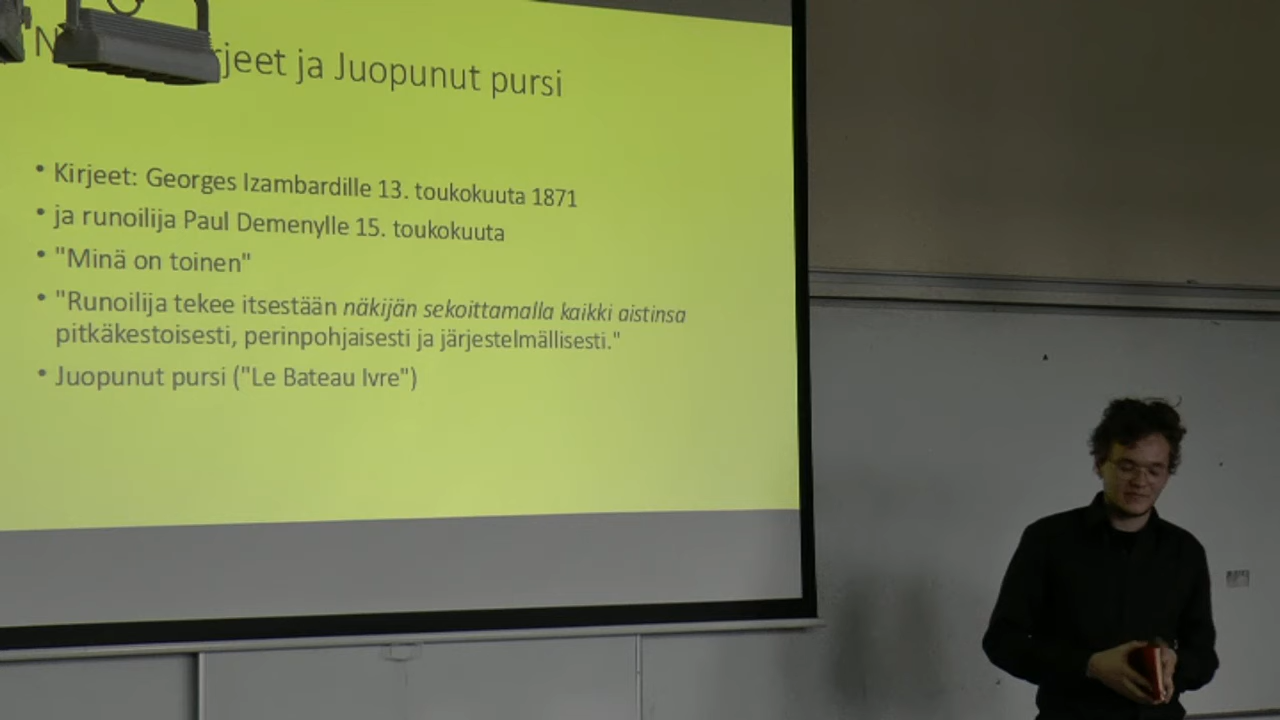 rjeet ja Juopunut pursi
• Kirjeet: Georges Izambardille 13. toukokuuta 1871
• ja runoilija Paul Demenylle 15. toukokuuta
• "Minä on toinen"
• "Runoilija tekee itsestään näkijän sekoittamalla kaikki aistinsa
pitkäkestoisesti, perinpohjaisesti ja järjestelmällisesti."
• Juopunut pursi ("Le Bateau Ivre")